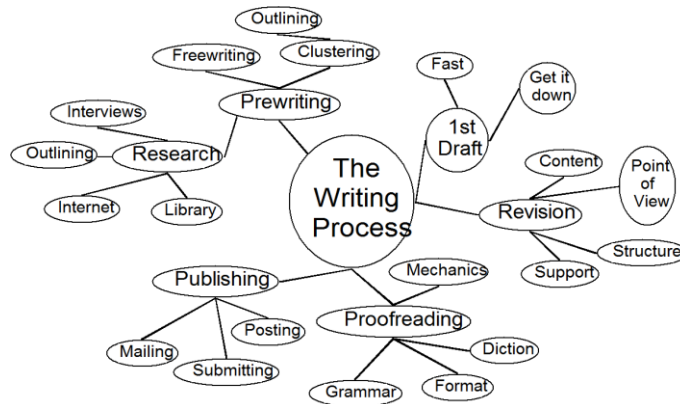 Outlining
Freewriting
Clustering
Prewriting
Interviews
Outlining
Research
Internet
Library
The
Writing
Process
Fast
Get it
down
1st
Draft
Content
Point
of
View
Revision
Structure
Support
Publishing
Posting
Mailing
Submitting
Mechanics
Proofreading
Diction
Format
Grammar